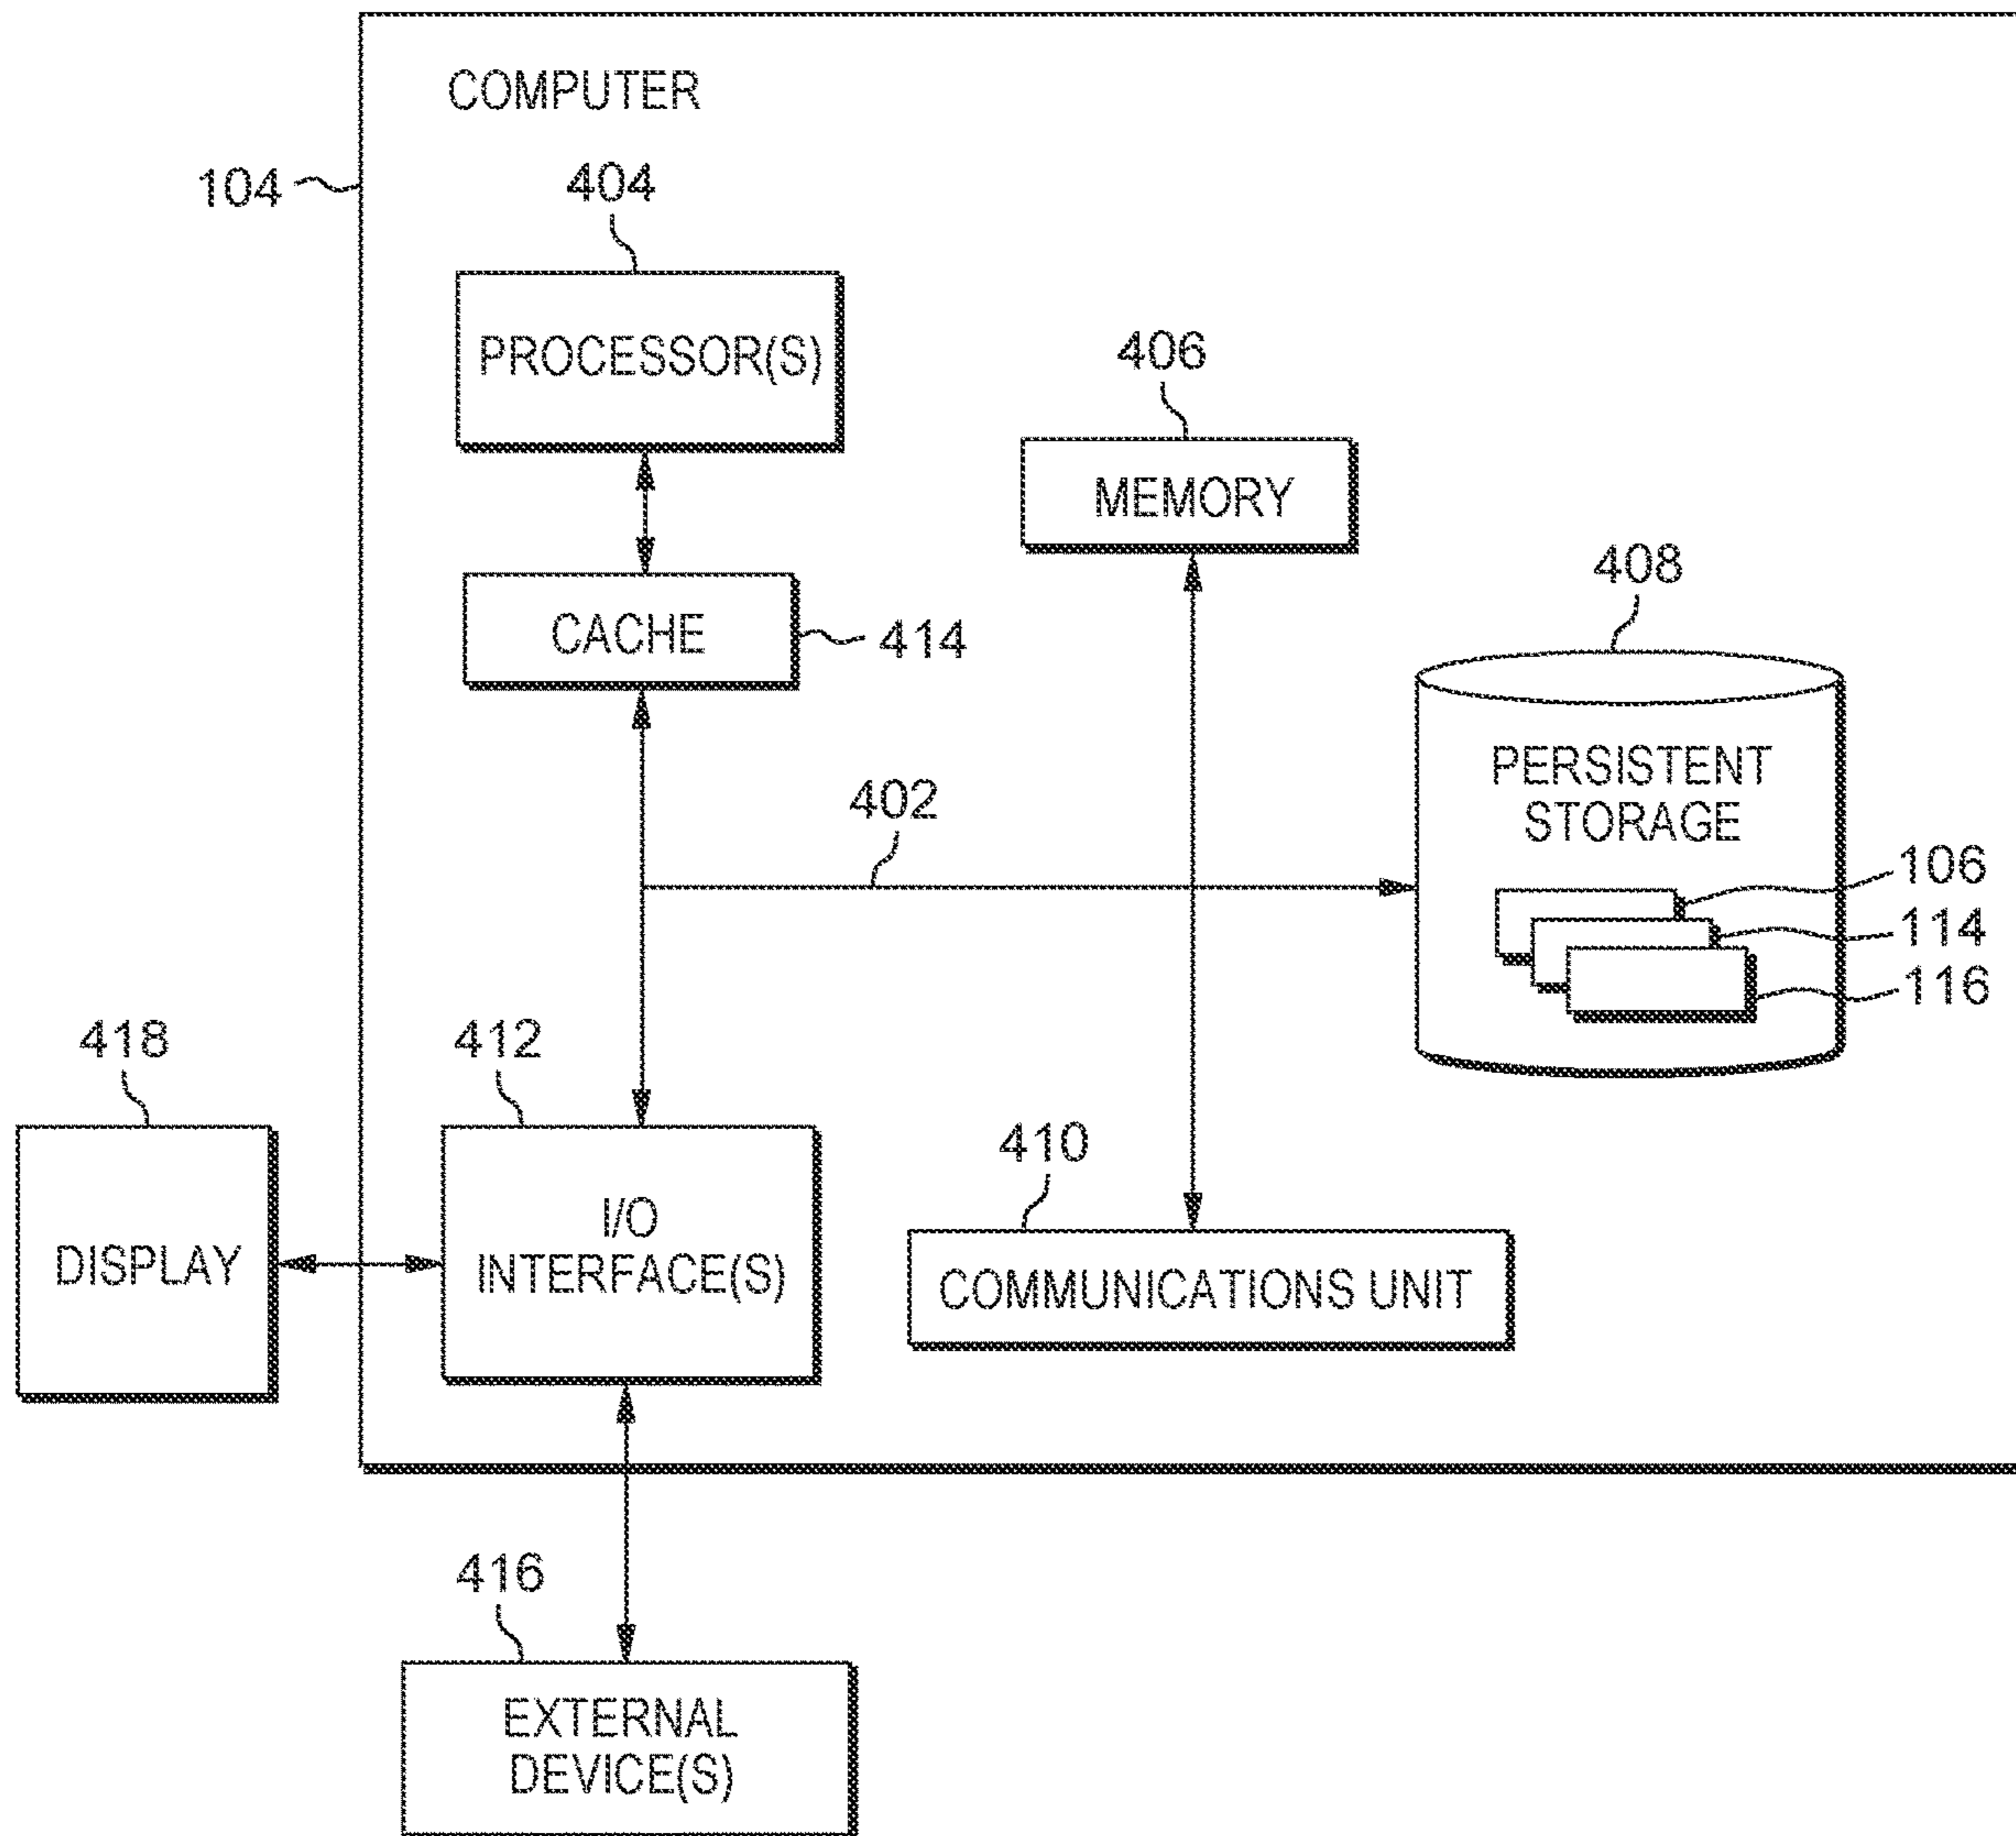 COMPUTER
104
404
PROCESSOR(S)
406
MEMORY
CACHE
414
408
PERSISTENT
STORAGE
402
106
114
116
418
412
410
DISPLAY
I/O
INTERFACE(S)
COMMUNICATIONS UNIT
416
EXTERNAL
DEVICE(S)